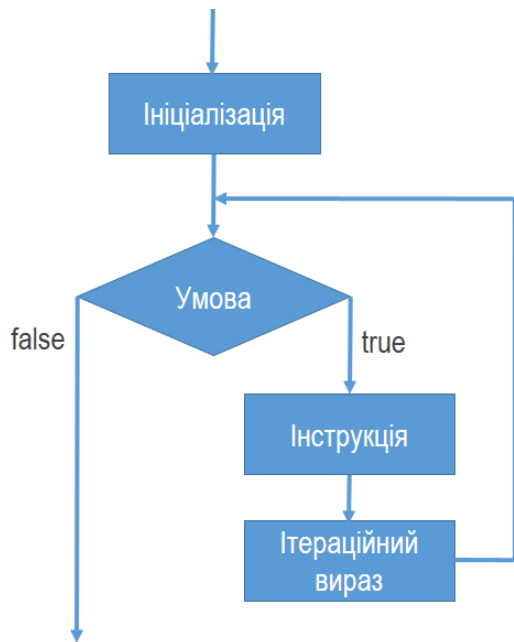 Ініціалізація
Умова
false
true
Інструкція
Ітераційний
вираз